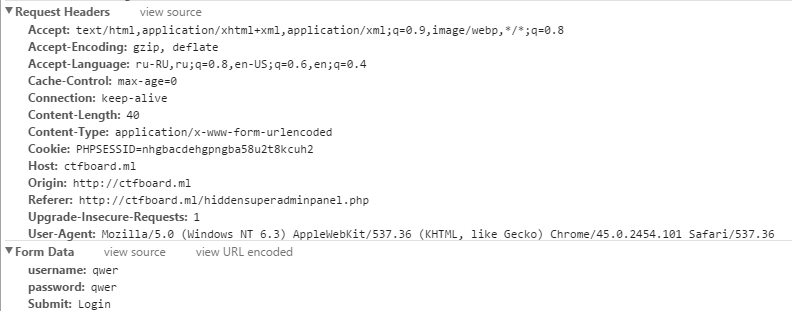 Request Headers view source
Accept: text/html,application/xhtml+xml,application/xml;q=0.9,image/webp,*/*;q=0.8
Accept-Encoding: gzip, deflate
Accept-Language: ru-RU,ru;q=0.8,en-US;q=0.6,en;q=0.4
Cache-Control: max-age=0
Connection: keep-alive
Content-Length: 40
Content-Type: application/x-www-form-urlencoded
Cookie: PHPSESSID=nhgbacdehgpngba58u2t8kcuh2
Host: ctfboard.ml
Origin: http://ctfboard.ml
Referer: http://ctfboard.ml/hiddensuperadminpanel.php
Upgrade-Insecure-Requests: 1
User-Agent: Mozilla/5.0 (Windows NT 6.3) AppleWebKit/537.36 (KHTML, like Gecko) Chrome/45.0.2454.101 Safari/537.36
Form Data view source view URL encoded
username: qwer
password: qwer
Submit: Login